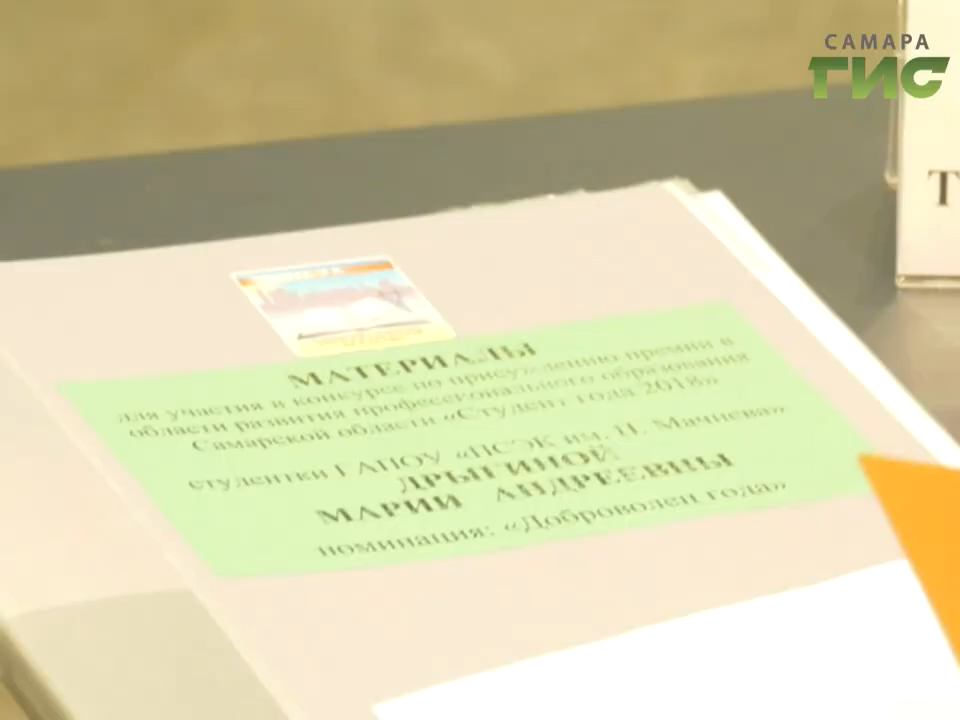 САМАРА
ГИС
МАТЕРИАЛЫ
для участия в конкурсе по присуждению премии в
области развития профессионального образования
Самарской области «Студент года 2018»
студентки ГАПОУ «ПСЭК им. П. Мачнева»
МАРИИ АНДРЕЕВНЫ
номинация: «Доброволец года»